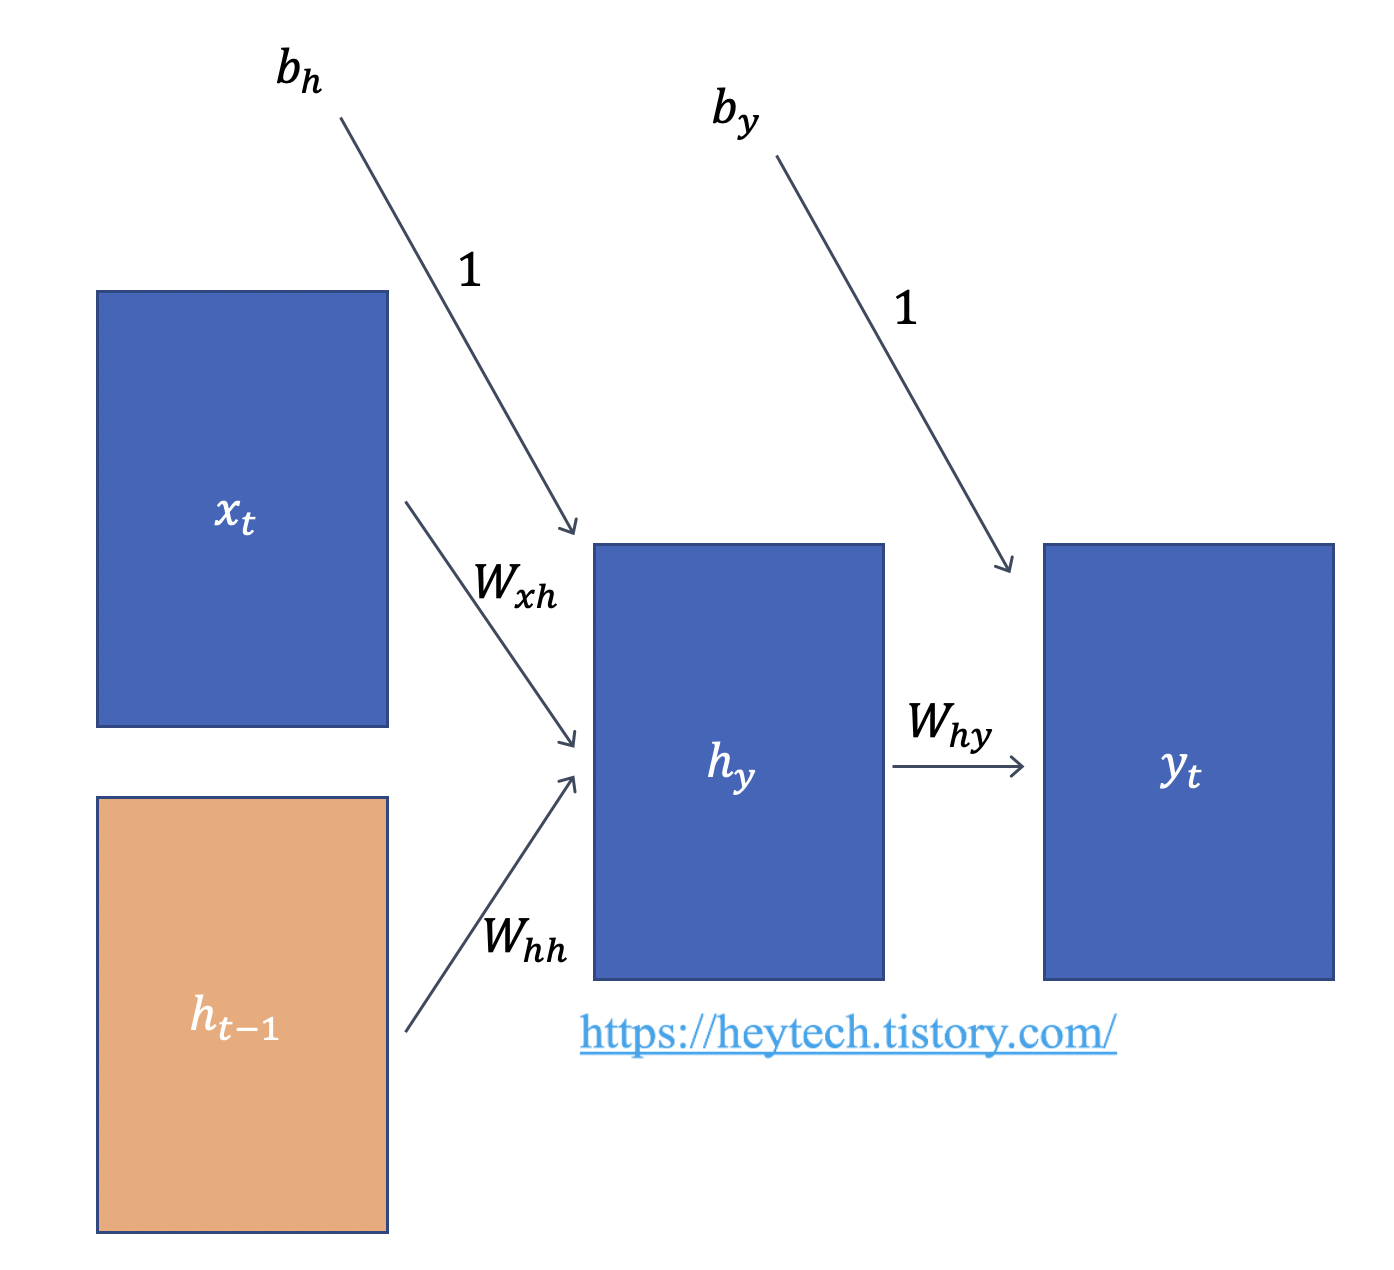 b_h
b_y
1
1
x_t
W_xh
W_hy
h_y
y_t
W_hh
h_{t−1}
https://heytech.tistory.com/